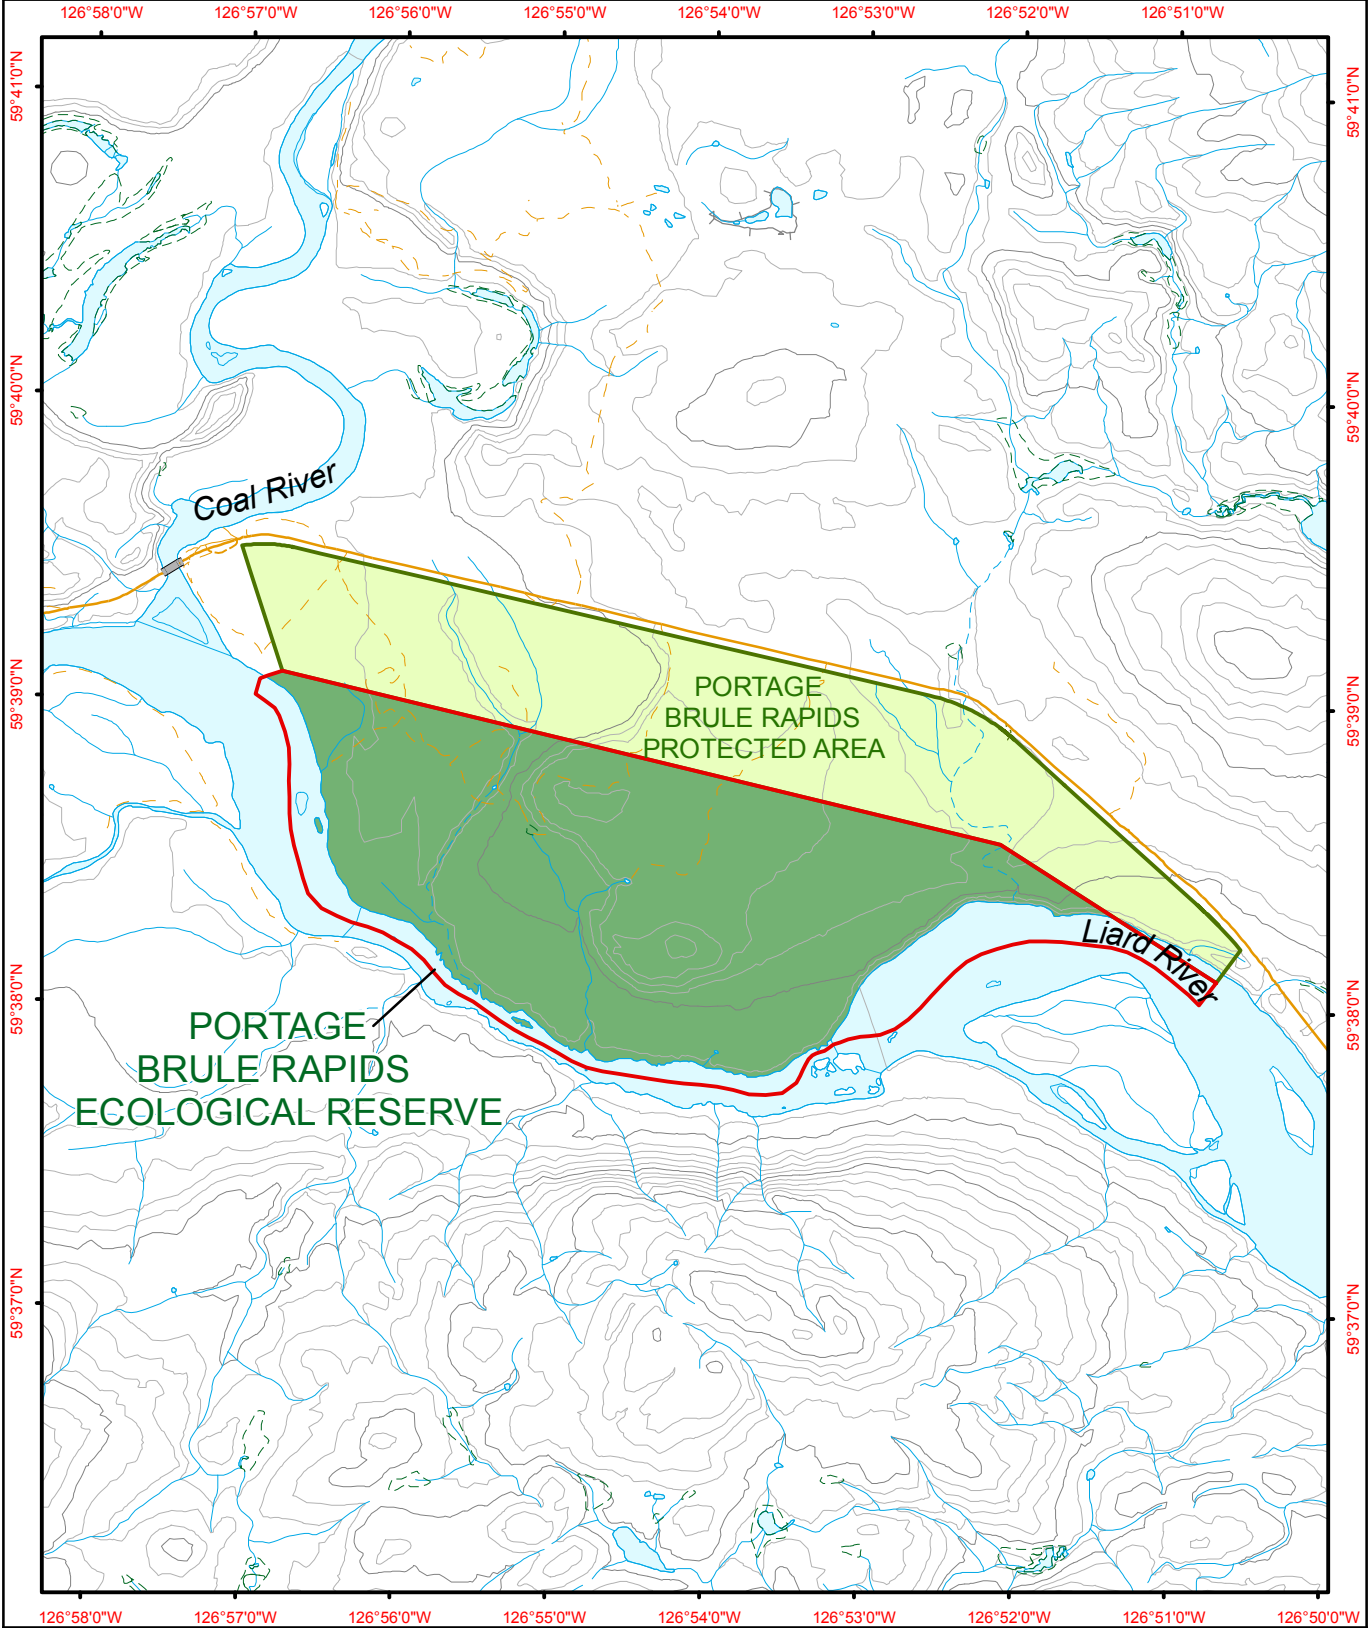 126°58'0"W 126°57'0"W 126°56'0"W 126°55'0"W 126°54'0"W 126°53'0"W 126°52'0"W 126°51'0"W
59°41'0"N
59°41'0"N
59°40'0"N
59°40'0"N
Coal River
59°39'0"N
59°39'0"N
PORTAGE
BRULE RAPIDS
PROTECTED AREA
Liard River
59°38'0"N
59°38'0"N
PORTAGE
BRULE RAPIDS
ECOLOGICAL RESERVE
59°37'0"N
59°37'0"N
126°58'0"W 126°57'0"W 126°56'0"W 126°55'0"W 126°54'0"W 126°53'0"W 126°52'0"W 126°51'0"W 126°50'0"W